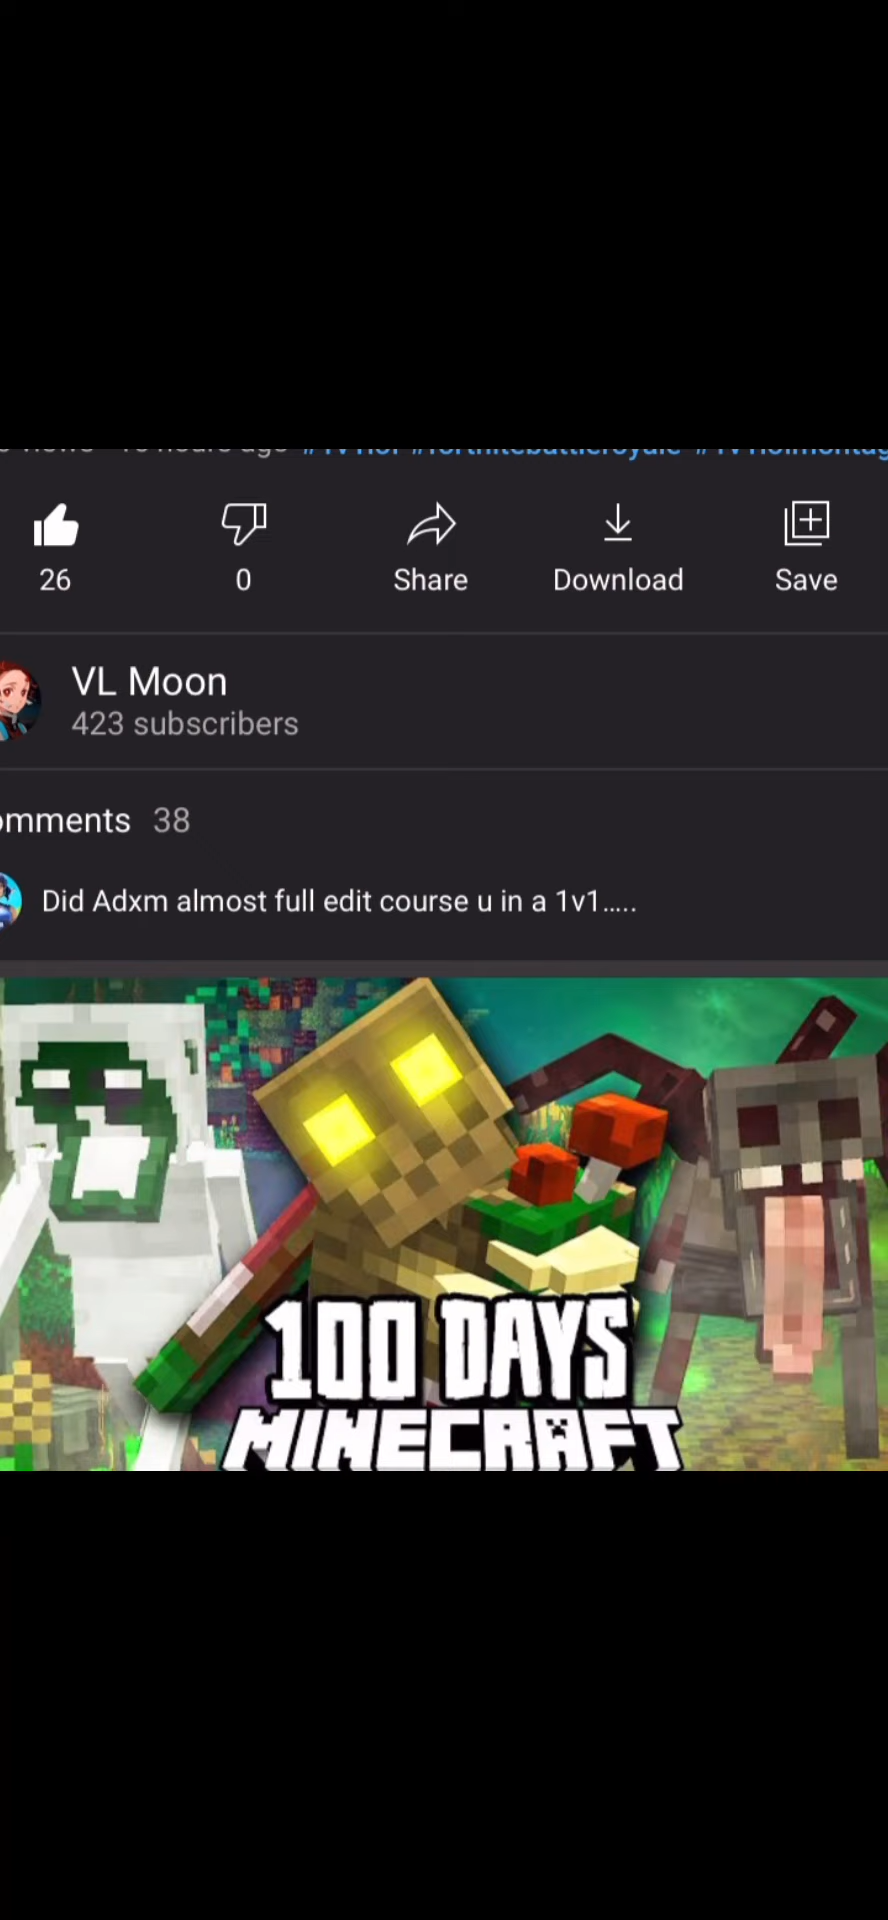 26
0
Share
Download
Save
VL Moon
423 subscribers
omments 38
Did Adxm almost full edit course u in a 1v1.....
100 DAYS
MINECRAFT